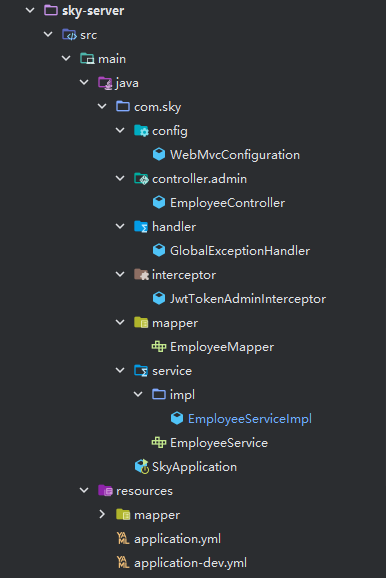 sky-server
src
main
java
com.sky
config
WebMvcConfiguration
controller.admin
EmployeeController
handler
GlobalExceptionHandler
interceptor
JwtTokenAdminInterceptor
mapper
EmployeeMapper
service
impl
EmployeeServiceImpl
EmployeeService
SkyApplication
resources
mapper
application.yml
application-dev.yml